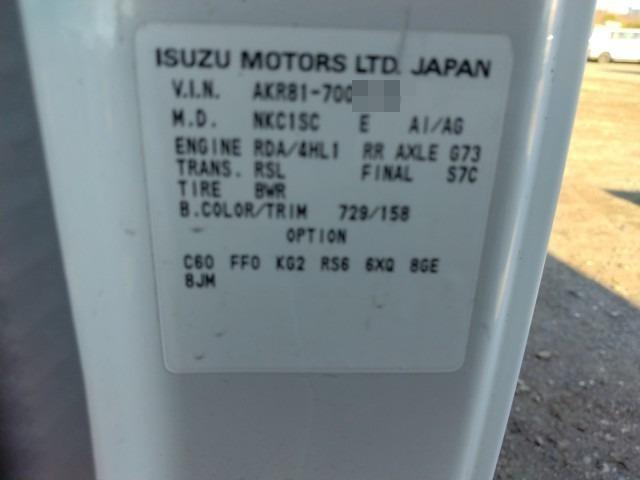 ISUZU MOTORS LTD. JAPAN
V.I.N. AKR81-700
M.D. NKC1SC E AI/AG
ENGINE RDA/4HL1 RR AXLE G73
TRANS. RSL FINAL S7C
TIRE BWR
B.COLOR/TRIM 729/158
OPTION
C60 FF0 KG2 RS6 6XQ 8GE
8JM